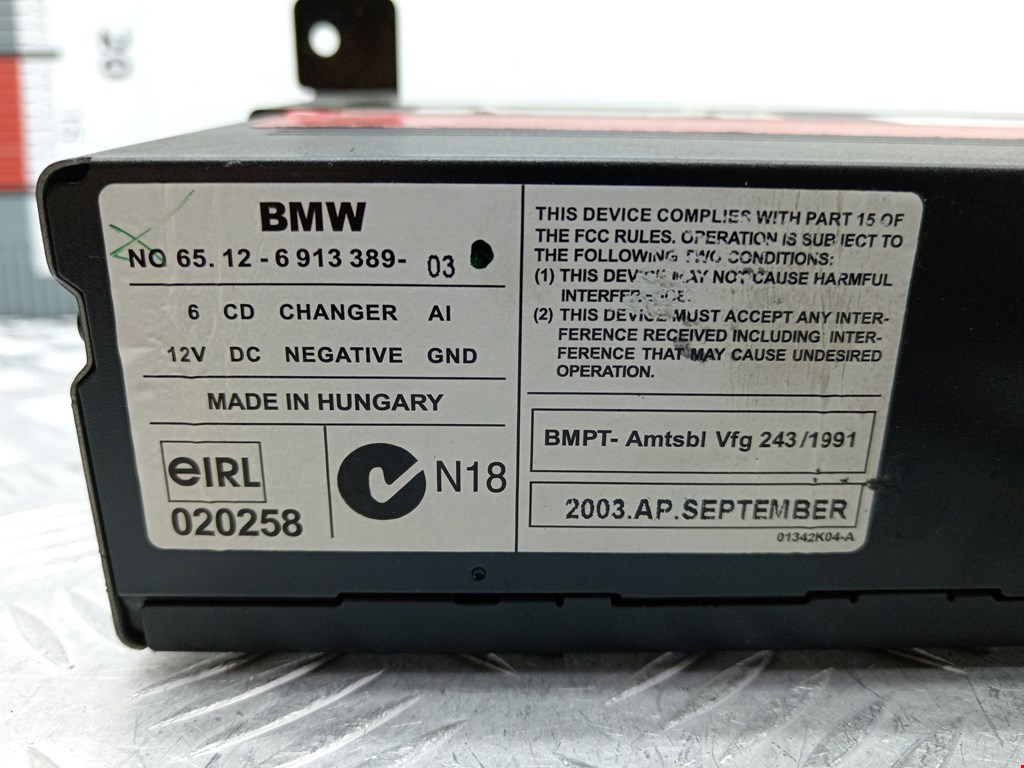 BMW
NO 65. 12 - 6 913 389- 03
6 CD CHANGER AI
12V DC NEGATIVE GND
MADE IN HUNGARY
eIRL
020258
N18
THIS DEVICE COMPLIES WITH PART 15 OF
THE FCC RULES. OPERATION IS SUBJECT TO
THE FOLLOWING TWO CONDITIONS:
(1) THIS DEVICE MAY NOT CAUSE HARMFUL
INTERFERENCE.
(2) THIS DEVICE MUST ACCEPT ANY INTER-
FERENCE RECEIVED INCLUDING INTER-
FERENCE THAT MAY CAUSE UNDESIRED
OPERATION.
BMPT- Amtsbl Vfg 243/1991
2003.AP.SEPTEMBER
01342K04-A